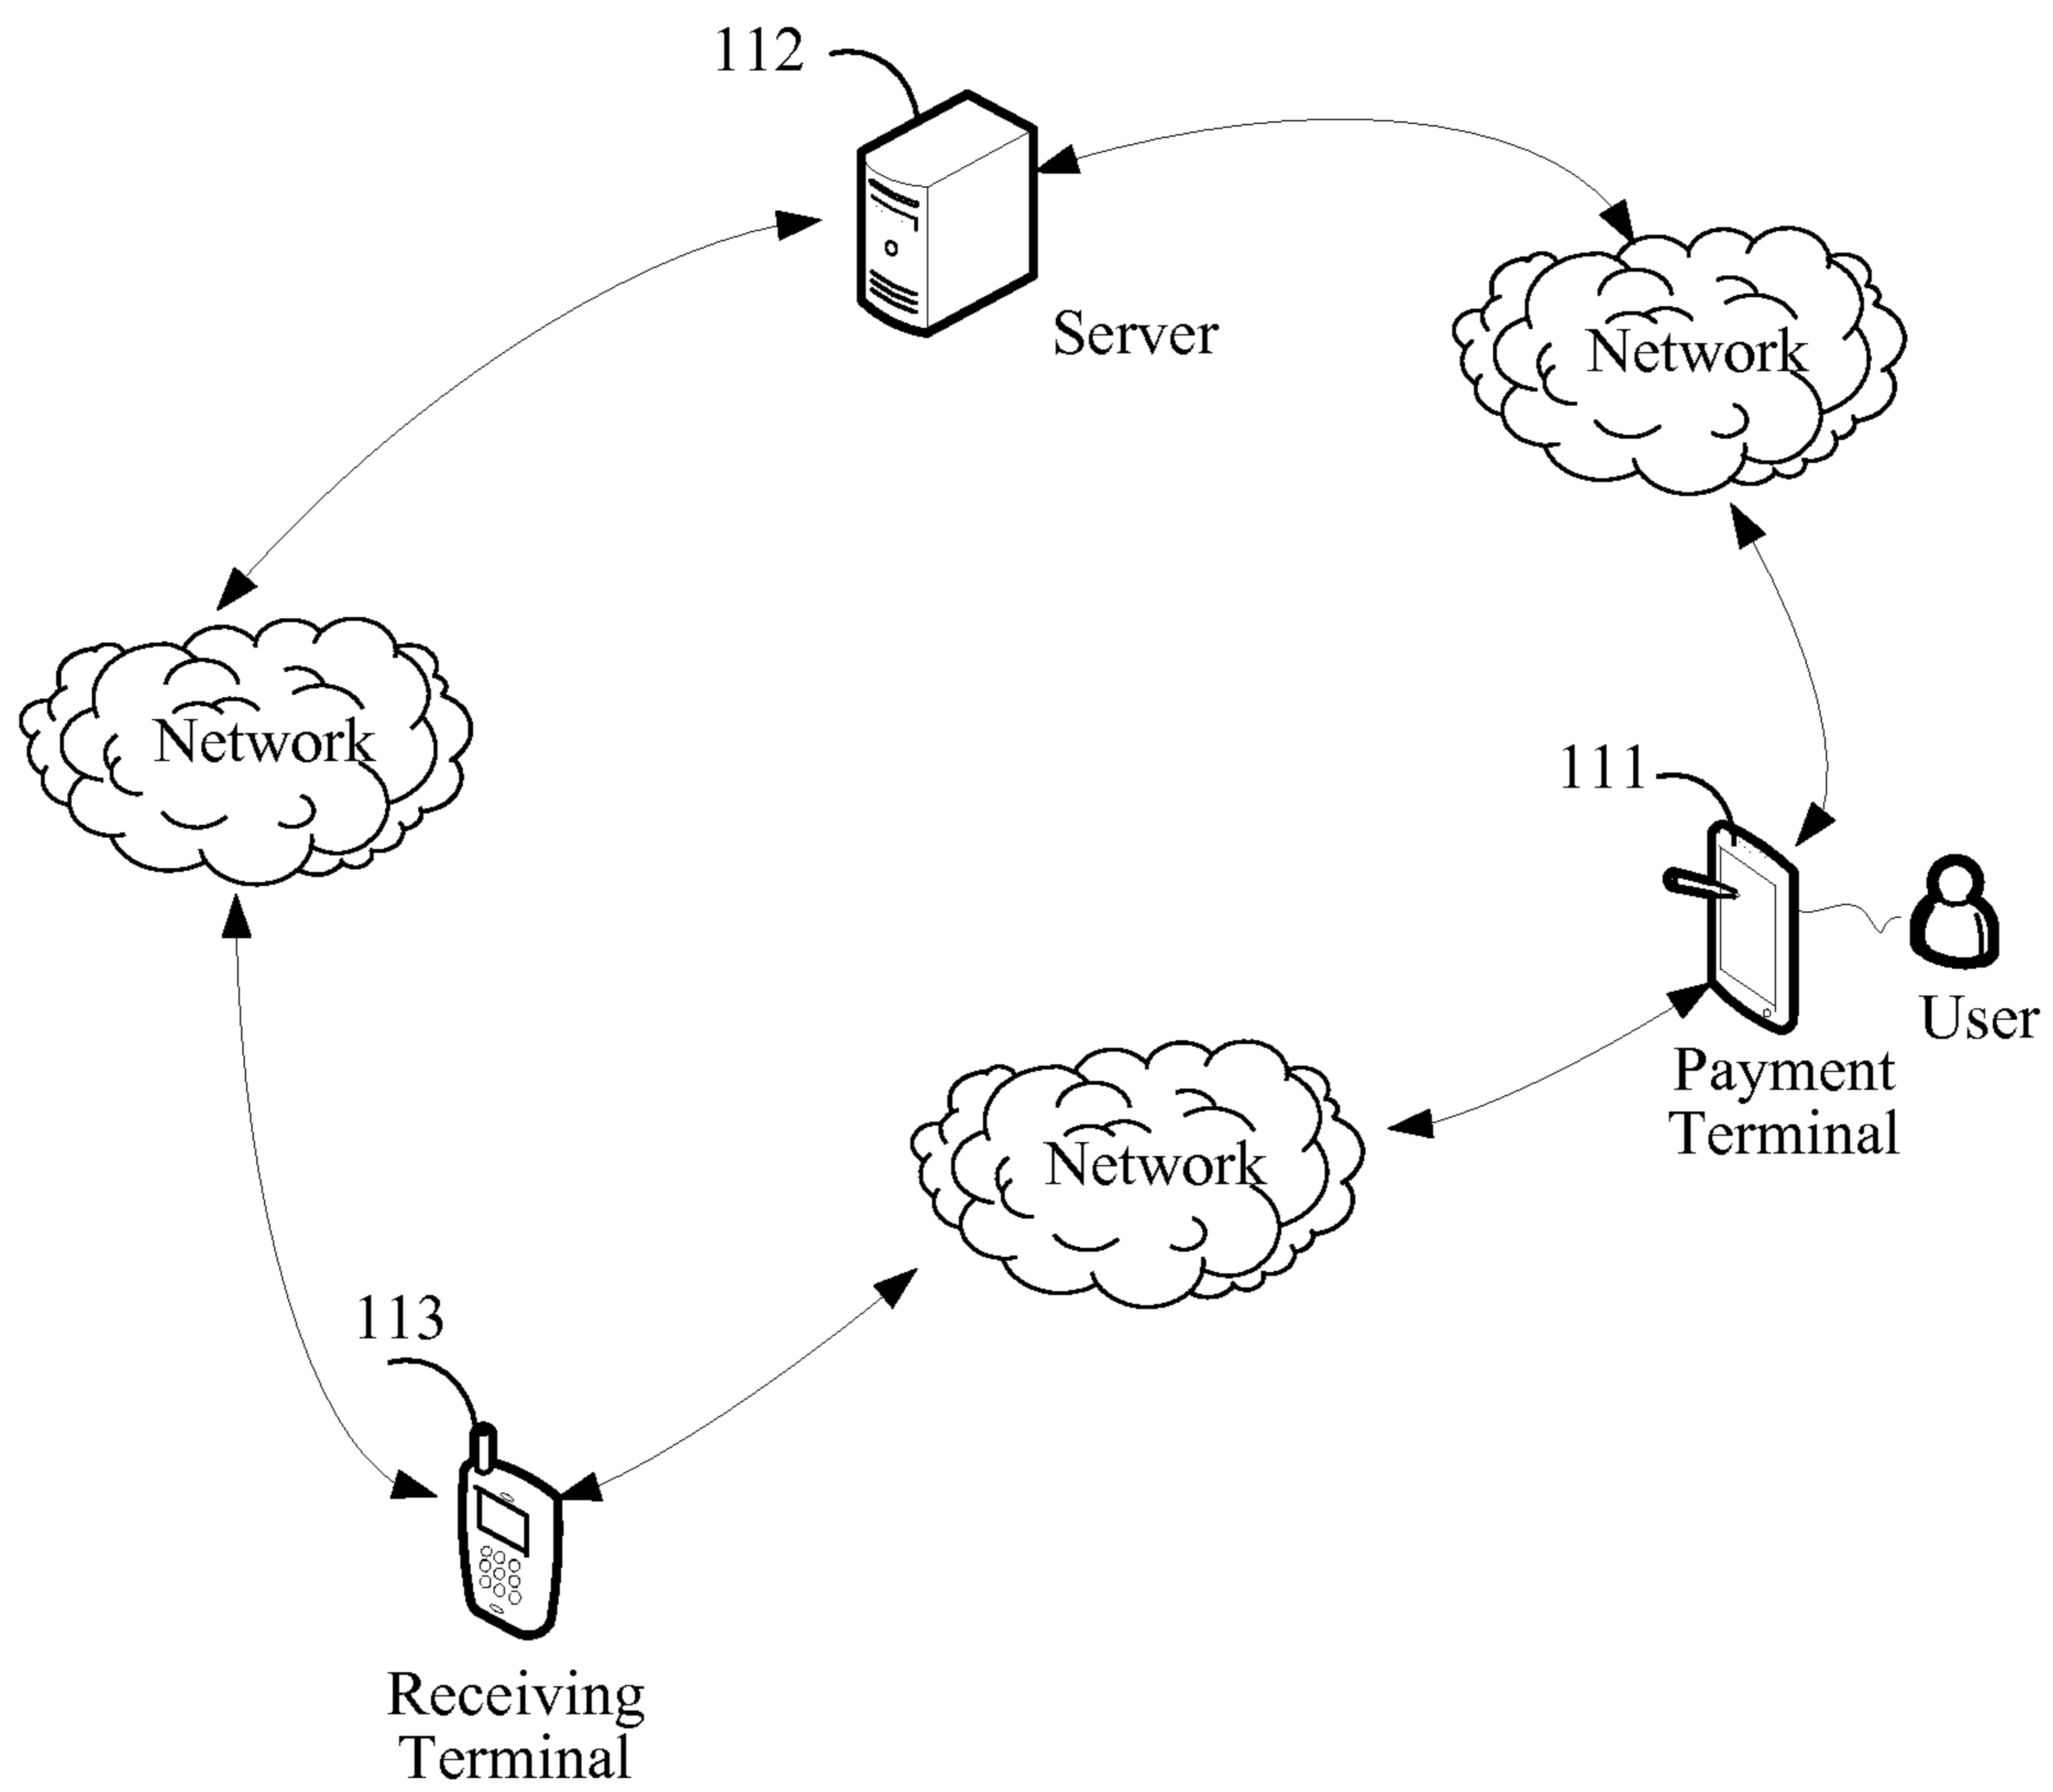 112
Server
Network
Network
111
User
Payment
Terminal
Network
113
Receiving
Terminal